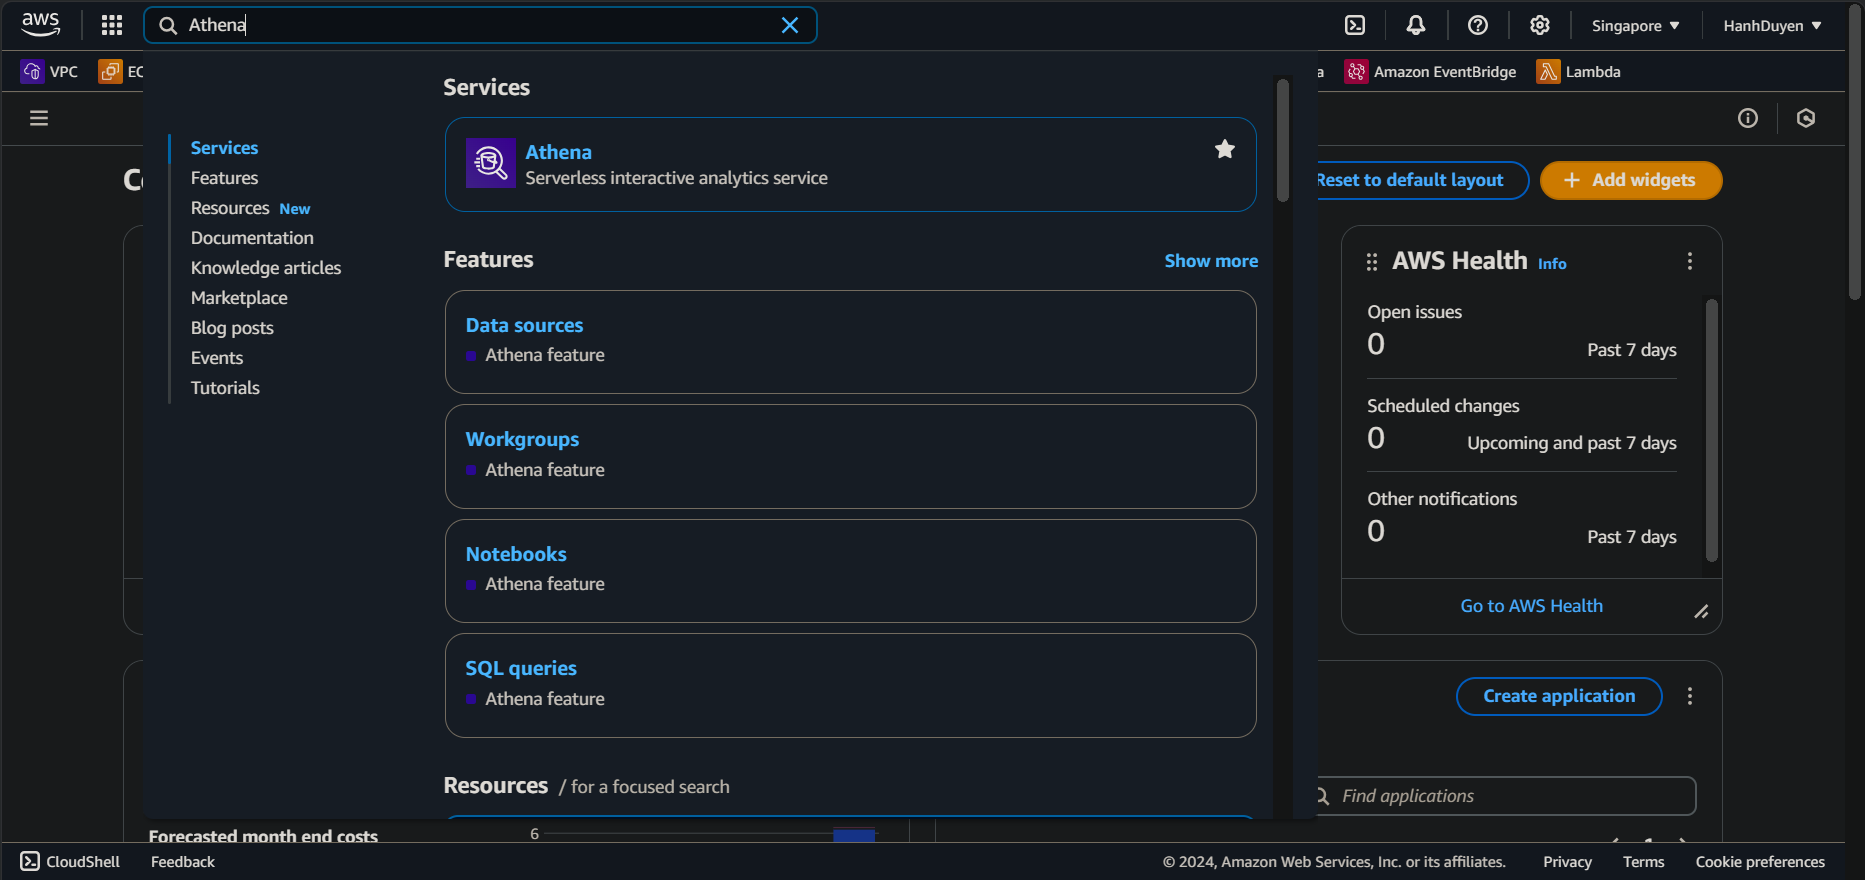 aws
Athena
Singapore
HanhDuyen
VPC
EC
Amazon EventBridge
Lambda
Services
Features
Resources New
Documentation
Knowledge articles
Marketplace
Blog posts
Events
Tutorials
Services
Athena
Serverless interactive analytics service
Features
Show more
Data sources
Athena feature
Workgroups
Athena feature
Notebooks
Athena feature
SQL queries
Athena feature
Resources / for a focused search
Reset to default layout
+ Add widgets
AWS Health Info
Open issues
0
Past 7 days
Scheduled changes
0
Upcoming and past 7 days
Other notifications
0
Past 7 days
Go to AWS Health
Create application
Find applications
Forecasted month end costs
6
CloudShell
Feedback
© 2024, Amazon Web Services, Inc. or its affiliates.
Privacy
Terms
Cookie preferences